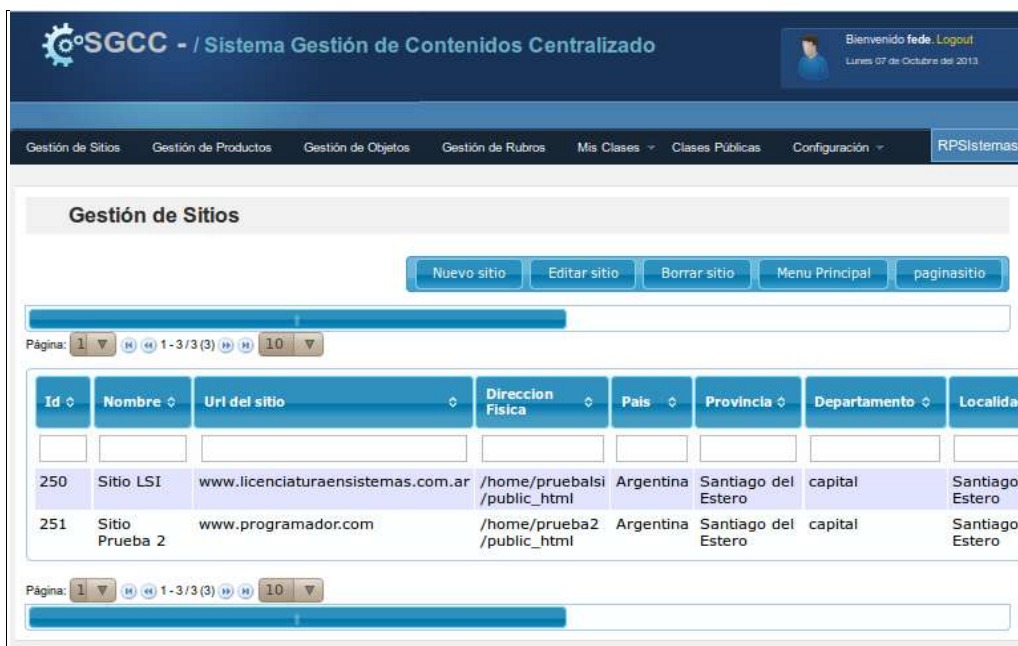 SGCC - / Sistema Gestión de Contenidos Centralizado
Bienvenido fede. Logout
Lunes 07 de Octubre del 2013
Gestión de Sitios Gestión de Productos Gestión de Objetos Gestión de Rubros Mis Clases Clases Públicas Configuración RPSIstemas
Gestión de Sitios
Nuevo sitio Editar sitio Borrar sitio Menu Principal paginasitio
Página: 1 1 - 3 / 3 (3) 10
Id Nombre Url del sitio Direccion Fisica Pais Provincia Departamento Localida
250 Sitio LSI www.licenciaturaensistemas.com.ar /home/pruebalsi Argentina Santiago del capital Santiago
/public_html Estero Estero
251 Sitio www.programador.com /home/prueba2 Argentina Santiago del capital Santiago
Prueba 2 /public_html Estero Estero
Página: 1 1 - 3 / 3 (3) 10